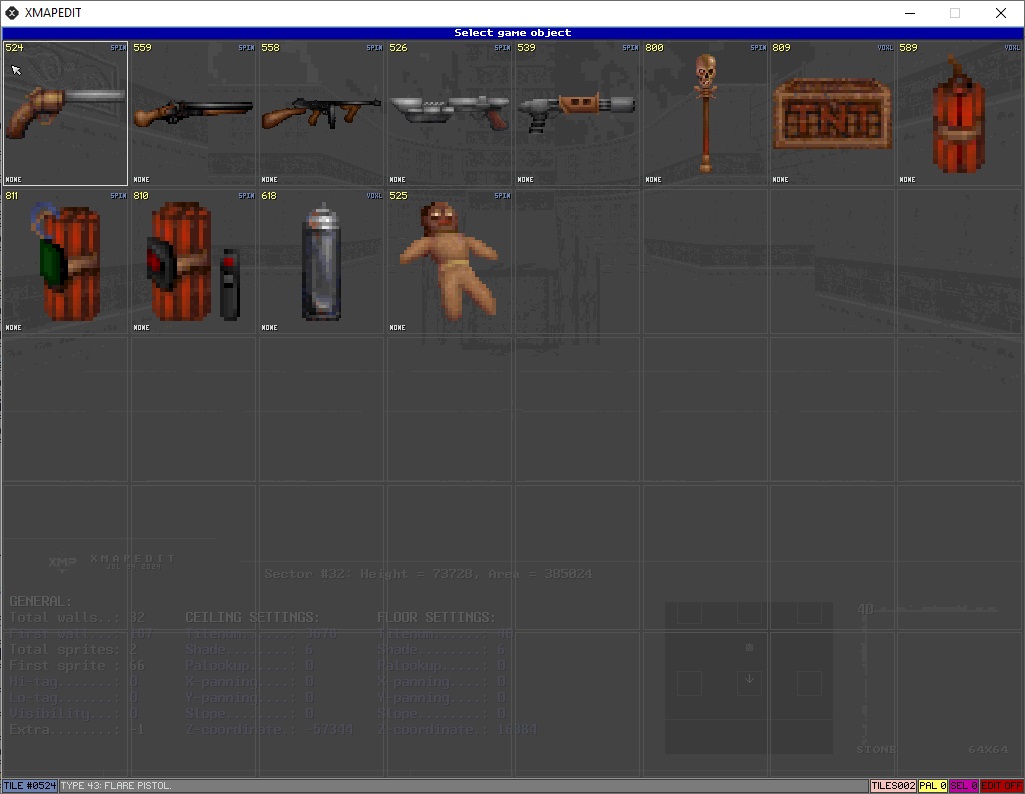 XMAPEDIT
Select game object
524 SPIN 559 SPIN 558 SPIN 526 SPIN 539 SPIN 800 SPIN 809 VOXL 589 VOXL
TNT
NONE NONE NONE NONE NONE NONE NONE NONE
811 SPIN 810 SPIN 618 VOXL 525 SPIN
NONE NONE NONE NONE
XMP XMAPEDIT
Sector #32: Height = 73728, Area = 385024
GENERAL:
Total walls..: 32 CEILING SETTINGS: FLOOR SETTINGS:
First wall...: 187 Tilenum......: 3678 Tilenum......:
Total sprites: 2 Shade........: 6 Shade........: 6
First sprite : 66 Palookup.....: 0 Palookup.....: 0
Hi-tag.......: 0 X-panning....: 0 X-panning....: 0
Lo-tag.......: 0 Y-panning....: 0 Y-panning....: 0
Visibility...: 0 Slope........: 0 Slope........: 0
Extra........: -1 Z-coordinate.: -57344 Z-coordinate.: 16384
STONE 64X64
TILE #0524 TYPE 43: FLARE PISTOL. TILES002 PAL 0 SEL 0 EDIT OFF